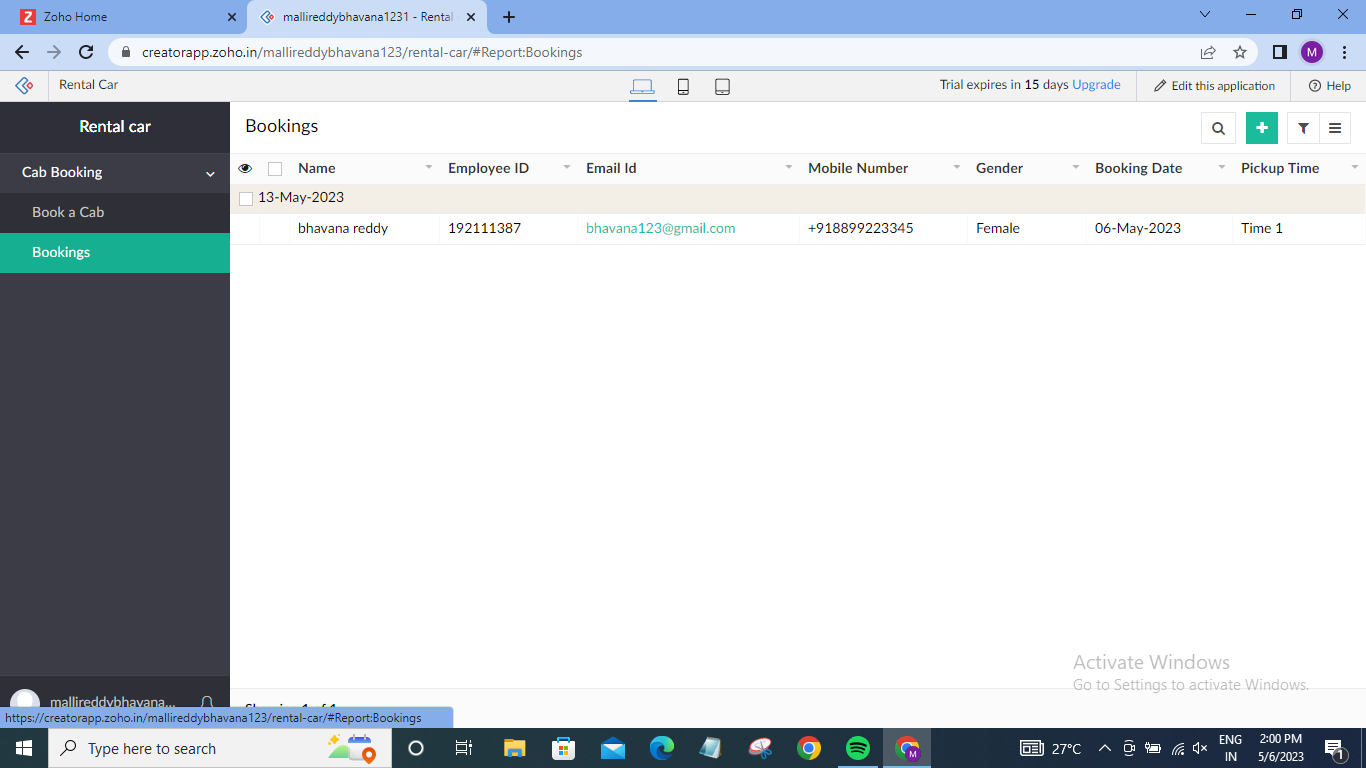 Zoho Home
mallireddybhavana1231 - Rental
creatorapp.zoho.in/mallireddybhavana123/rental-car/#Report:Bookings
M
Rental Car
Trial expires in 15 days Upgrade
Edit this application
Help
Rental car
Cab Booking
Book a Cab
Bookings
Bookings
Name Employee ID Email Id Mobile Number Gender Booking Date Pickup Time
13-May-2023
bhavana reddy 192111387 bhavana123@gmail.com +918899223345 Female 06-May-2023 Time 1
Activate Windows
Go to Settings to activate Windows.
mallireddybhavana...
https://creatorapp.zoho.in/mallireddybhavana123/rental-car/#Report:Bookings
Type here to search
27°C
ENG
IN
2:00 PM
5/6/2023
1